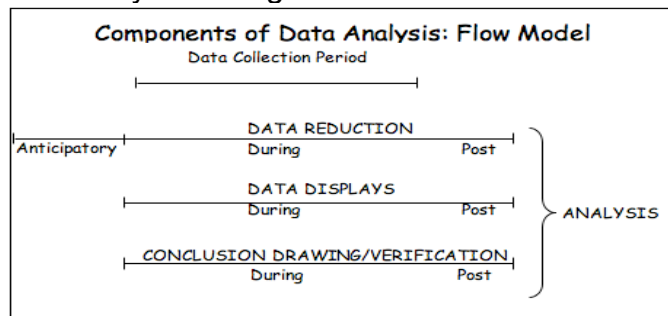 Components of Data Analysis: Flow Model
Data Collection Period
DATA REDUCTION
Anticipatory During Post
DATA DISPLAYS
During Post
ANALYSIS
CONCLUSION DRAWING/VERIFICATION
During Post